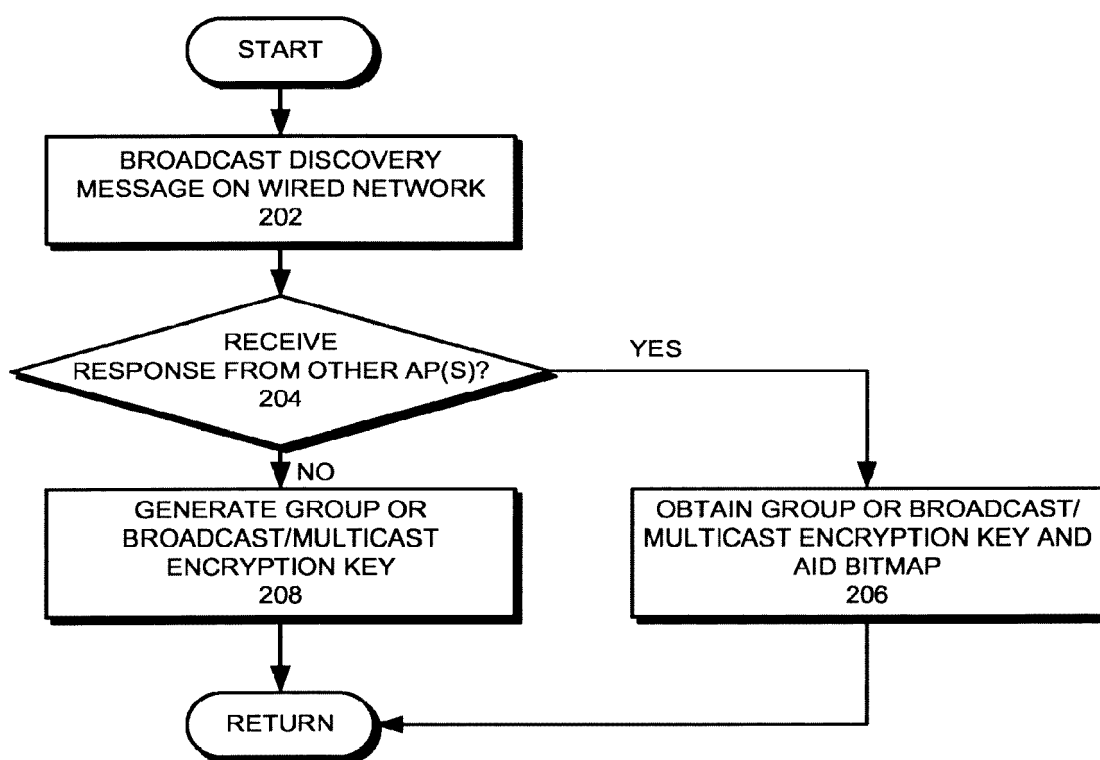 START
BROADCAST DISCOVERY
MESSAGE ON WIRED NETWORK
202
RECEIVE
RESPONSE FROM OTHER AP(S)?
204
YES
NO
GENERATE GROUP OR
BROADCAST/MULTICAST
ENCRYPTION KEY
208
OBTAIN GROUP OR BROADCAST/
MULTICAST ENCRYPTION KEY AND
AID BITMAP
206
RETURN